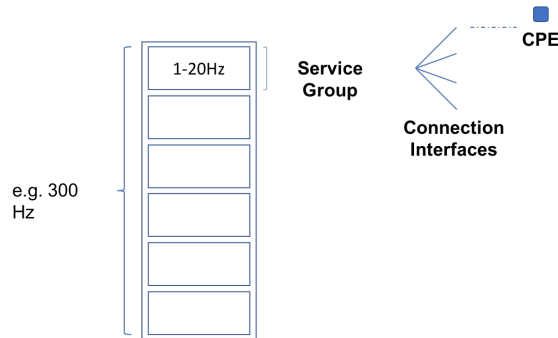 CPE
1-20Hz
Service
Group
Connection
Interfaces
e.g. 300
Hz